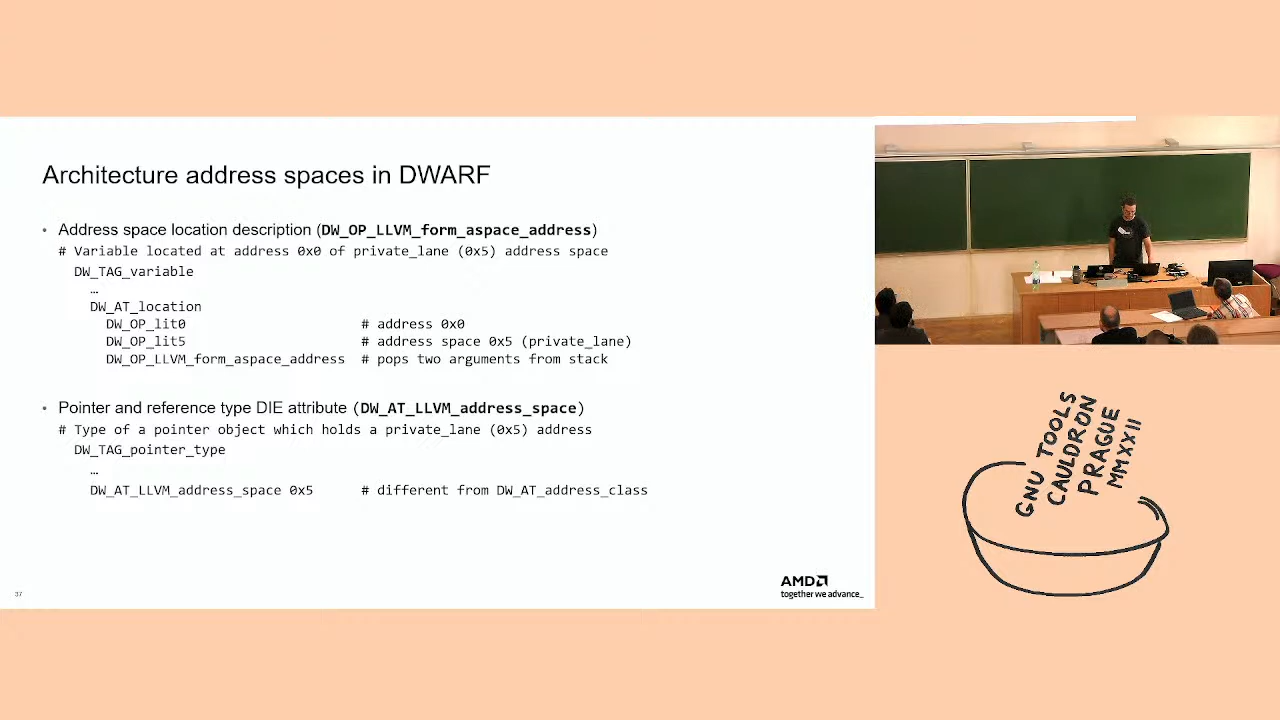 Architecture address spaces in DWARF
• Address space location description (DW_OP_LLVM_form_aspace_address)
# Variable located at address 0x0 of private_lane (0x5) address space
DW_TAG_variable
…
DW_AT_location
DW_OP_lit0 # address 0x0
DW_OP_lit5 # address space 0x5 (private_lane)
DW_OP_LLVM_form_aspace_address # pops two arguments from stack
• Pointer and reference type DIE attribute (DW_AT_LLVM_address_space)
# Type of a pointer object which holds a private_lane (0x5) address
DW_TAG_pointer_type
…
DW_AT_LLVM_address_space 0x5 # different from DW_AT_address_class
37
AMD
together we advance_
GNU TOOLS
CAULDRON
PRAGUE
MMXXII